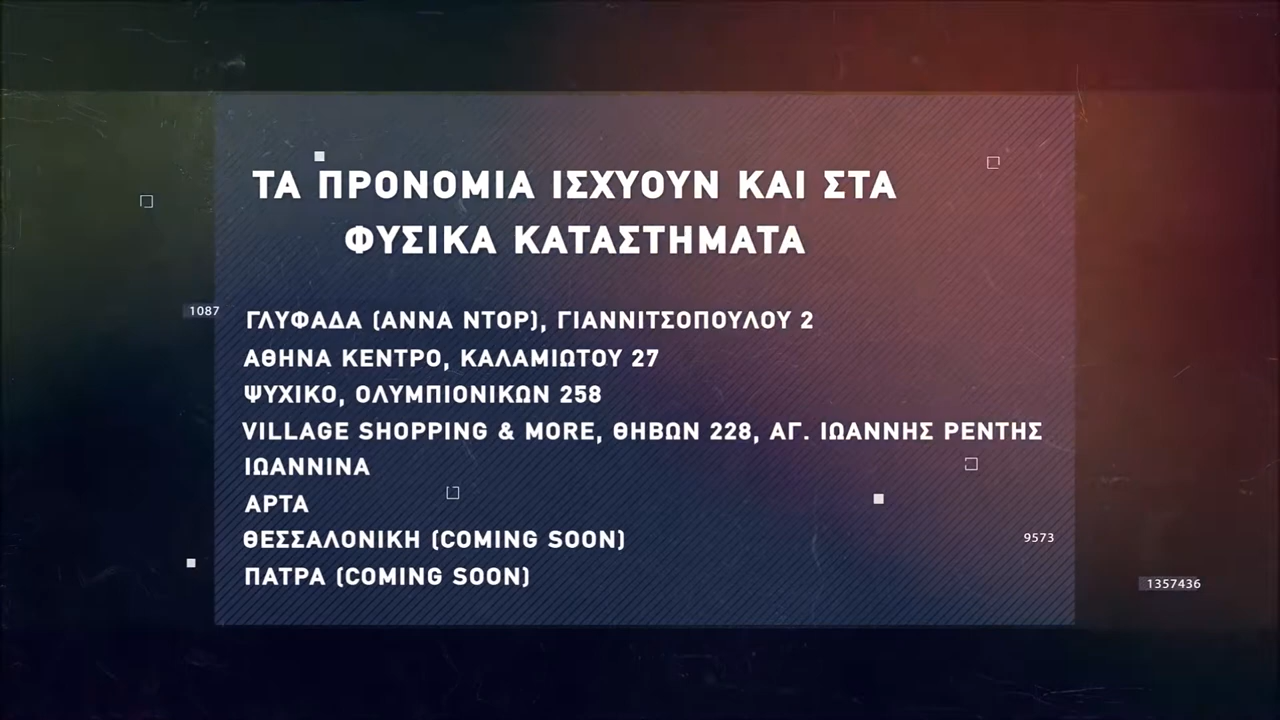 ΤΑ ΠΡΟΝΟΜΙΑ ΙΣΧΥΟΥΝ ΚΑΙ ΣΤΑ
ΦΥΣΙΚΑ ΚΑΤΑΣΤΗΜΑΤΑ
1087
ΓΛΥΦΑΔΑ (ΑΝΝΑ ΝΤΟΡ), ΓΙΑΝΝΙΤΣΟΠΟΥΛΟΥ 2
ΑΘΗΝΑ ΚΕΝΤΡΟ, ΚΑΛΑΜΙΩΤΟΥ 27
ΨΥΧΙΚΟ, ΟΛΥΜΠΙΟΝΙΚΩΝ 258
VILLAGE SHOPPING & MORE, ΘΗΒΩΝ 228, ΑΓ. ΙΩΑΝΝΗΣ ΡΕΝΤΗΣ
ΙΩΑΝΝΙΝΑ
ΑΡΤΑ
ΘΕΣΣΑΛΟΝΙΚΗ (COMING SOON)
9573
ΠΑΤΡΑ (COMING SOON)
1357436